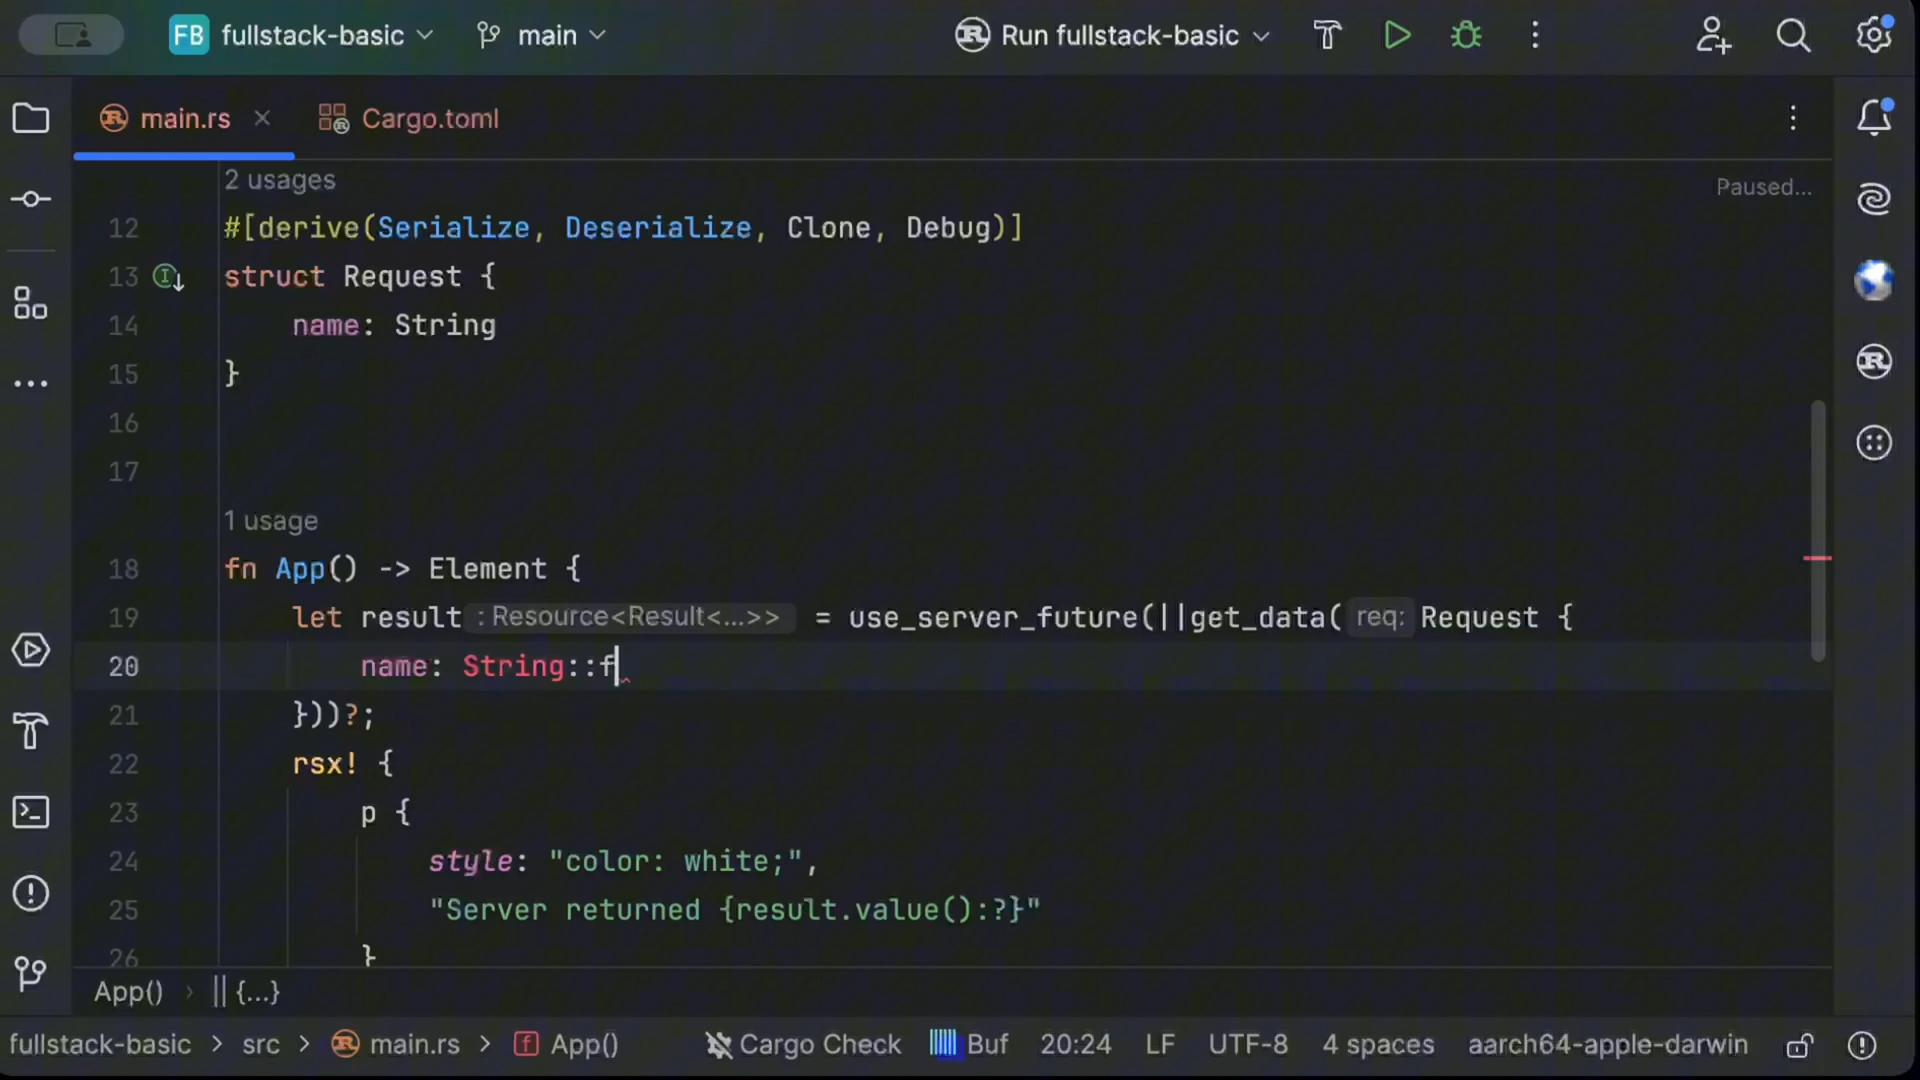 FB fullstack-basic main Run fullstack-basic
main.rs Cargo.toml
2 usages Paused...
12 #[derive(Serialize, Deserialize, Clone, Debug)]
13 struct Request {
14 name: String
15 }
16
17
1 usage
18 fn App() -> Element {
19 let result : Resource<Result<...>> = use_server_future(||get_data( req: Request {
20 name: String::f
21 }))?;
22 rsx! {
23 p {
24 style: "color: white;",
25 "Server returned {result.value():?}"
26 }
App() › || {...}
fullstack-basic > src > main.rs > App() Cargo Check Buf 20:24 LF UTF-8 4 spaces aarch64-apple-darwin